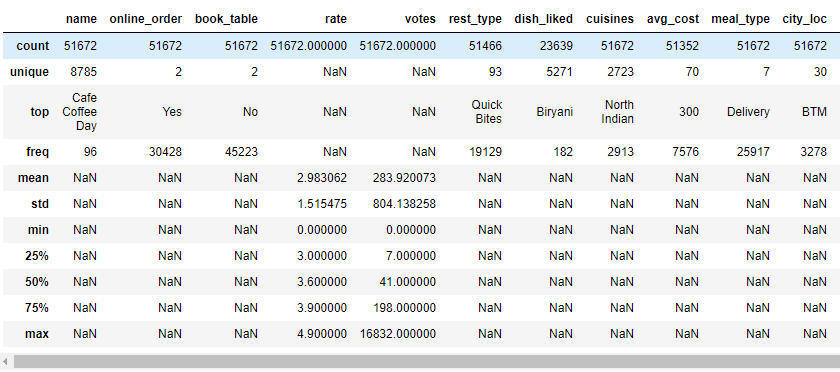 name online_order book_table rate votes rest_type dish_liked cuisines avg_cost meal_type city_loc
count 51672 51672 51672 51672.000000 51672.000000 51466 23639 51672 51352 51672 51672
unique 8785 2 2 NaN NaN 93 5271 2723 70 7 30
top Cafe Coffee Day Yes No NaN NaN Quick Bites Biryani North Indian 300 Delivery BTM
freq 96 30428 45223 NaN NaN 19129 182 2913 7576 25917 3278
mean NaN NaN NaN 2.983062 283.920073 NaN NaN NaN NaN NaN NaN
std NaN NaN NaN 1.515475 804.138258 NaN NaN NaN NaN NaN NaN
min NaN NaN NaN 0.000000 0.000000 NaN NaN NaN NaN NaN NaN
25% NaN NaN NaN 3.000000 7.000000 NaN NaN NaN NaN NaN NaN
50% NaN NaN NaN 3.600000 41.000000 NaN NaN NaN NaN NaN NaN
75% NaN NaN NaN 3.900000 198.000000 NaN NaN NaN NaN NaN NaN
max NaN NaN NaN 4.900000 16832.000000 NaN NaN NaN NaN NaN NaN